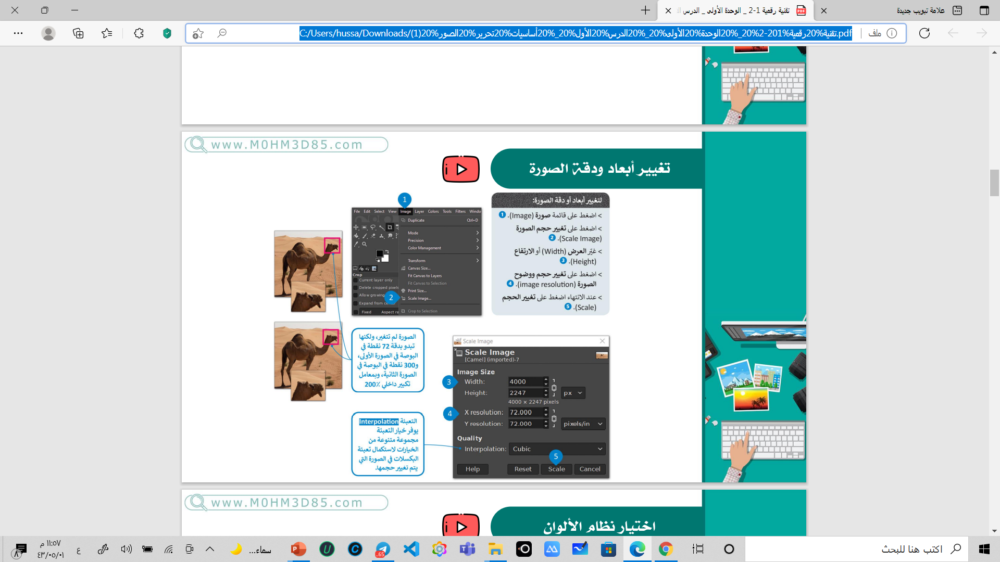 علامة تبويب جديدة
تقنية رقمية 1-2 _ الوحدة الأولى _ الدرس
ملف
C:/Users/hussa/Downloads/(1)تقنية%20رقمية%201-2%20_%20الوحدة%20الأولى%20_%20الدرس%20الأول%20_%20أساسيات%20تحرير%20الصور%20.pdf
www.M0HM3D85.com
تغيير أبعاد ودقة الصورة
لتغيير أبعاد أو دقة الصورة:
> اضغط على قائمة صورة (Image). 1
> اضغط على تغيير حجم الصورة
(Scale Image). 2
> غيّر العرض (Width) أو الارتفاع
(Height). 3
> اضغط على تغيير حجم ووضوح
الصورة (image resolution). 4
> عند الانتهاء اضغط على تغيير الحجم
(Scale). 5
1
File Edit Select View Image Layer Colors Tools Filters Windo
Duplicate Ctrl+D
Mode
Precision
Color Management
Transform
Canvas Size...
Fit Canvas to Layers
Fit Canvas to Selection
Print Size...
2
Scale Image...
Crop to Selection
Crop
Current layer only
Delete cropped pixels
Allow growing
Expand from center
Fixed Aspect ra
الصورة لم تتغير، ولكنها
تبدو بدقة 72 نقطة في
البوصة في الصورة الأولى،
و300 نقطة في البوصة في
الصورة الثانية، وبمعامل
تكبير داخلي 200٪
التعبئة Interpolation
يوفر خيار التعبئة
مجموعة متنوعة من
الخيارات لاستكمال تعبئة
البكسلات في الصورة التي
يتم تغيير حجمها.
Scale Image
Scale Image
[Camel] (imported)-7
Image Size
3 Width: 4000
Height: 2247 px
4000 × 2247 pixels
4 X resolution: 72.000
Y resolution: 72.000 pixels/in
Quality
Interpolation: Cubic
5
Help Reset Scale Cancel
www.M0HM3D85.com
اختيار نظام الألوان
اكتب هنا للبحث
65..
سماء...
ع
١١:٥٧ م
٤٣/٠٥/٠١
٨